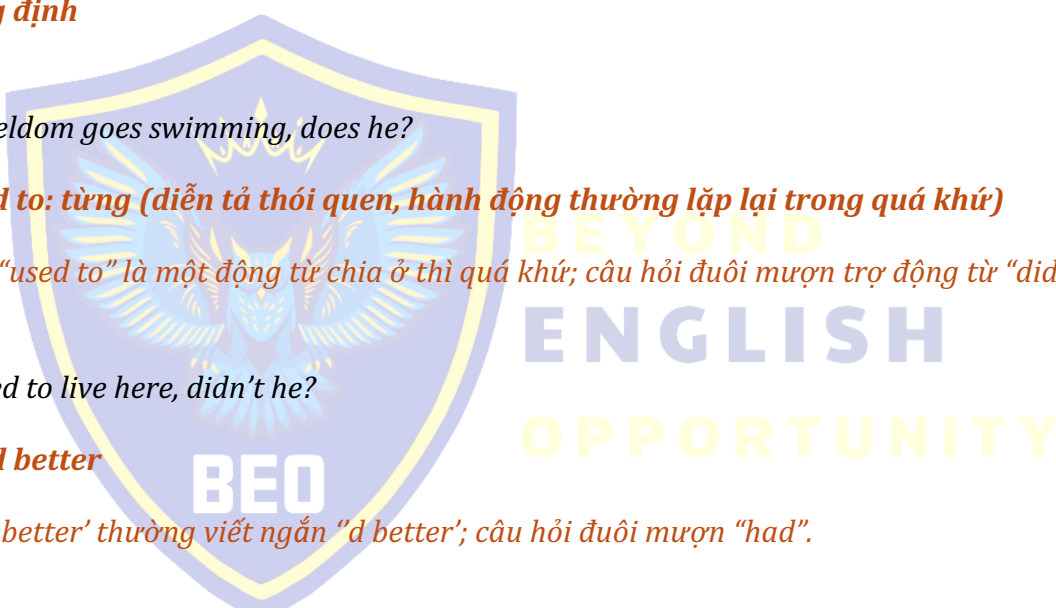 định
goes swimming, does he?
to: từng (diễn tả thói quen, hành động thường lặp lại trong quá khứ)
BEYOND
“used to” là một động từ chia ở thì quá khứ; câu hỏi đuôi mượn trợ động từ “did
ENGLISH
to live here, didn’t he?
OPPORTUNITY
better
BEO
better’ thường viết ngắn ‘’d better’; câu hỏi đuôi mượn “had”.